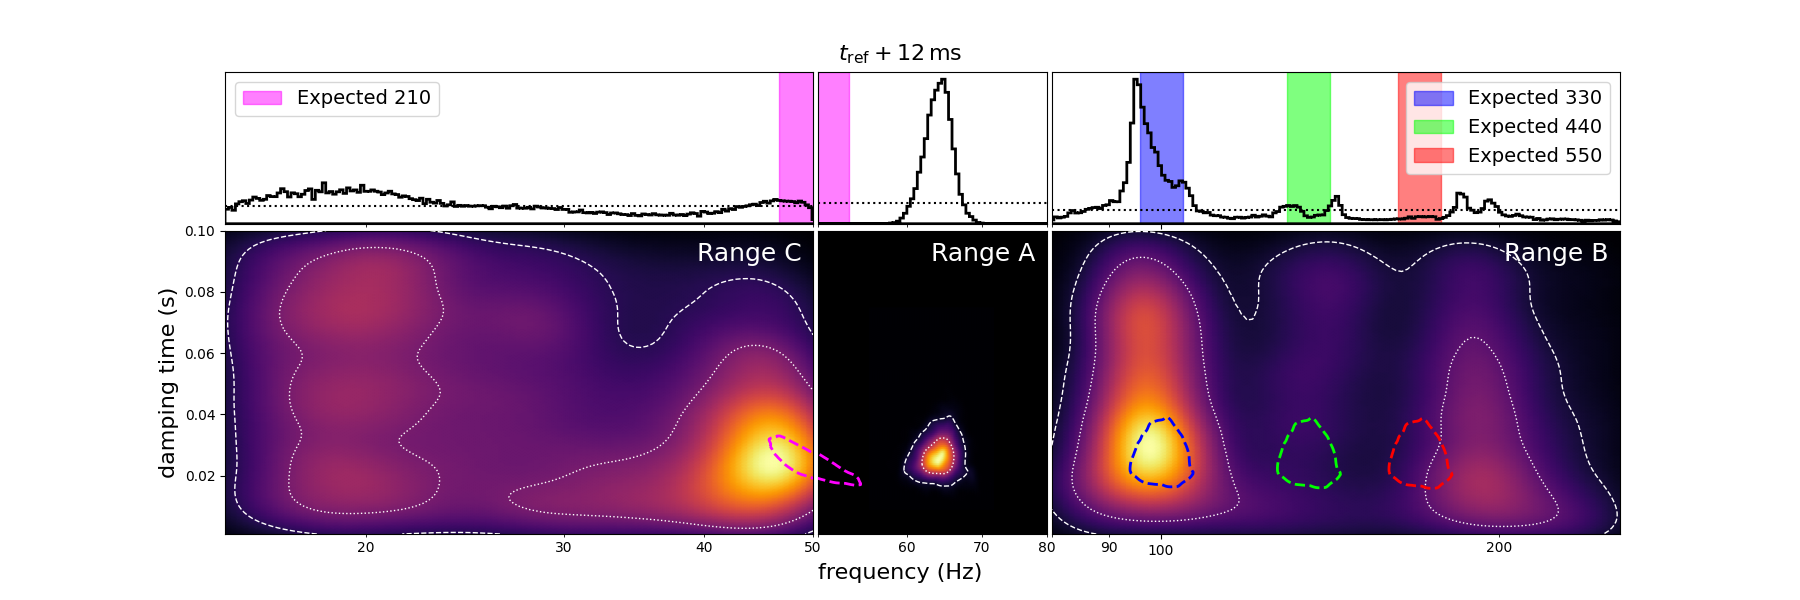 t_ref + 12 ms
Expected 210
Expected 330
Expected 440
Expected 550
Range C
Range A
Range B
damping time (s)
0.10
0.08
0.06
0.04
0.02
20
30
40
50
60
70
80
90
100
200
frequency (Hz)